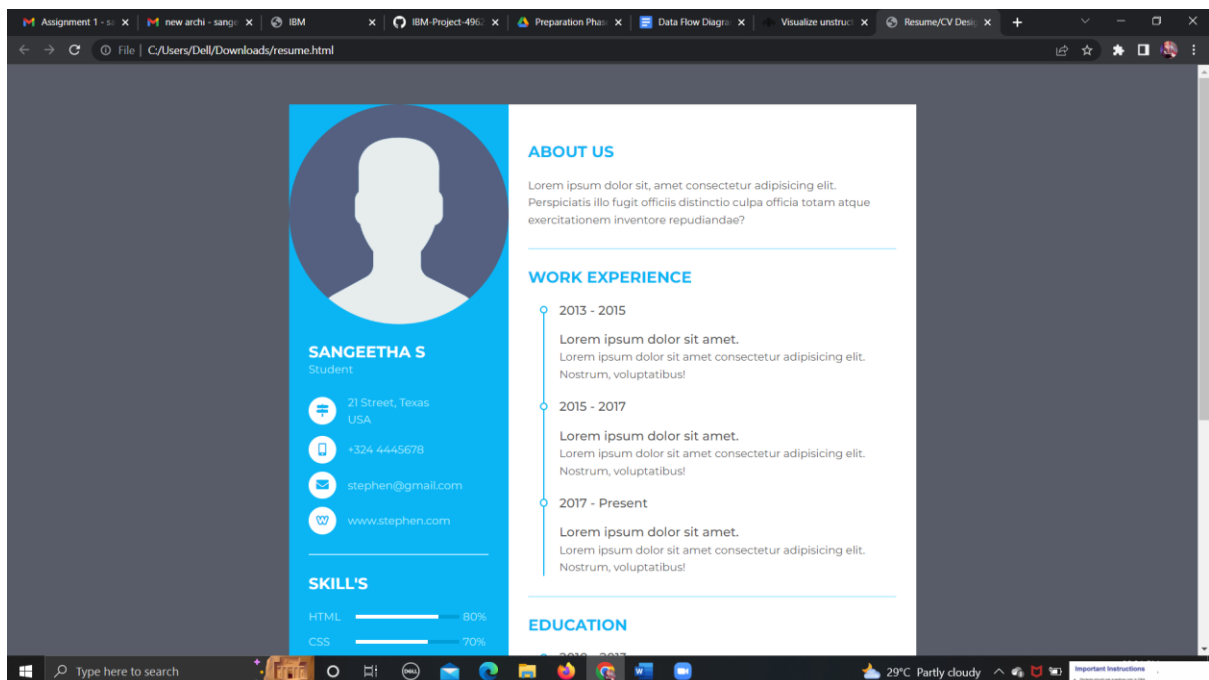 Assignment 1 - sa
new archi - sange
IBM
IBM-Project-496
Preparation Phas
Data Flow Diagra
Visualize unstruct
Resume/CV Desig
File | C:/Users/Dell/Downloads/resume.html
SANGEETHA S
Student
21 Street, Texas
USA
+324 4445678
stephen@gmail.com
www.stephen.com
SKILL'S
HTML 80%
CSS 70%
ABOUT US
Lorem ipsum dolor sit, amet consectetur adipisicing elit.
Perspiciatis illo fugit officiis distinctio culpa officia totam atque
exercitationem inventore repudiandae?
WORK EXPERIENCE
2013 - 2015
Lorem ipsum dolor sit amet.
Lorem ipsum dolor sit amet consectetur adipisicing elit.
Nostrum, voluptatibus!
2015 - 2017
Lorem ipsum dolor sit amet.
Lorem ipsum dolor sit amet consectetur adipisicing elit.
Nostrum, voluptatibus!
2017 - Present
Lorem ipsum dolor sit amet.
Lorem ipsum dolor sit amet consectetur adipisicing elit.
Nostrum, voluptatibus!
EDUCATION
Type here to search
DELL
29°C Partly cloudy
Important Instructions